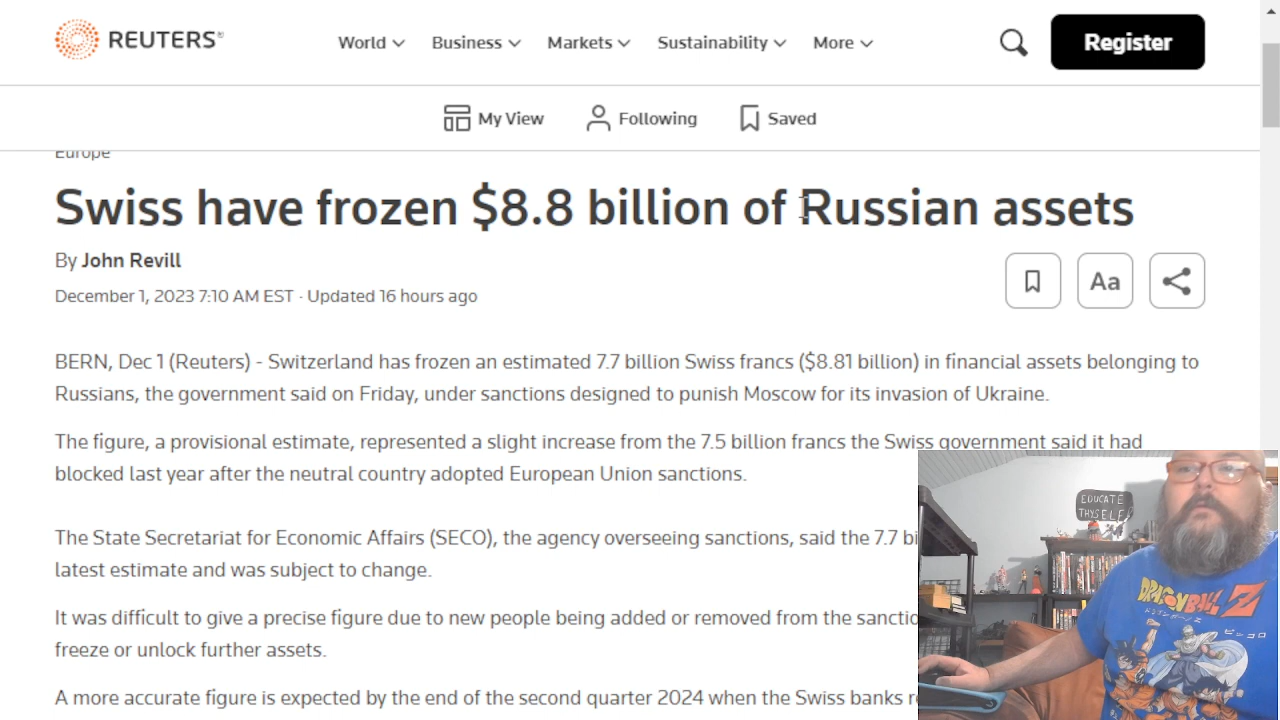 REUTERS®
World Business Markets Sustainability More
Register
My View Following Saved
Europe
Swiss have frozen $8.8 billion of Russian assets
By John Revill
December 1, 2023 7:10 AM EST · Updated 16 hours ago
Aa
BERN, Dec 1 (Reuters) - Switzerland has frozen an estimated 7.7 billion Swiss francs ($8.81 billion) in financial assets belonging to
Russians, the government said on Friday, under sanctions designed to punish Moscow for its invasion of Ukraine.
The figure, a provisional estimate, represented a slight increase from the 7.5 billion francs the Swiss government said it had
blocked last year after the neutral country adopted European Union sanctions.
The State Secretariat for Economic Affairs (SECO), the agency overseeing sanctions, said the 7.7 bi
latest estimate and was subject to change.
It was difficult to give a precise figure due to new people being added or removed from the sanctio
freeze or unlock further assets.
A more accurate figure is expected by the end of the second quarter 2024 when the Swiss banks r
EDUCATE
THYSELF
DRAGONBALL Z
ピッコロ